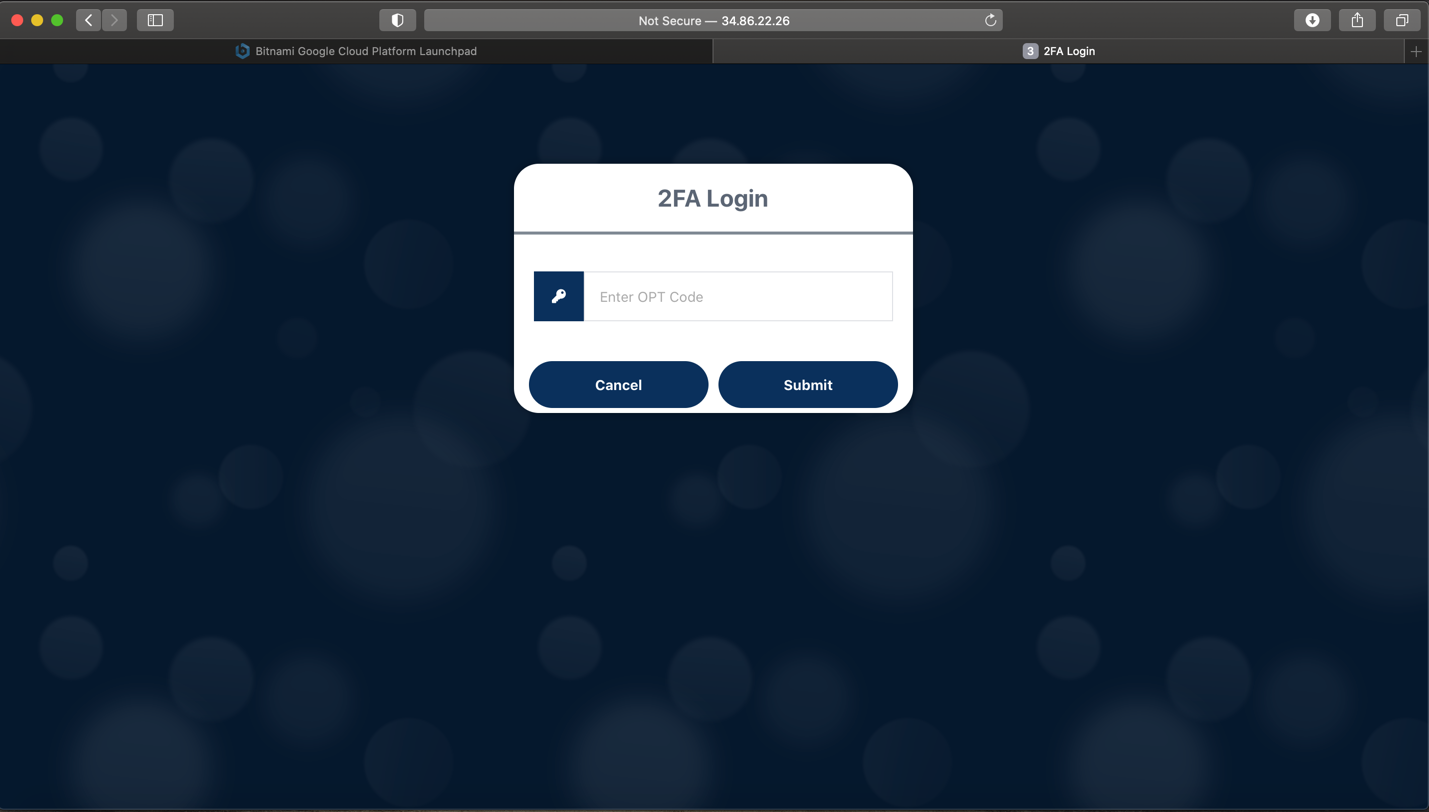 Not Secure — 34.86.22.26
Bitnami Google Cloud Platform Launchpad
3 2FA Login
2FA Login
Enter OPT Code
Cancel Submit